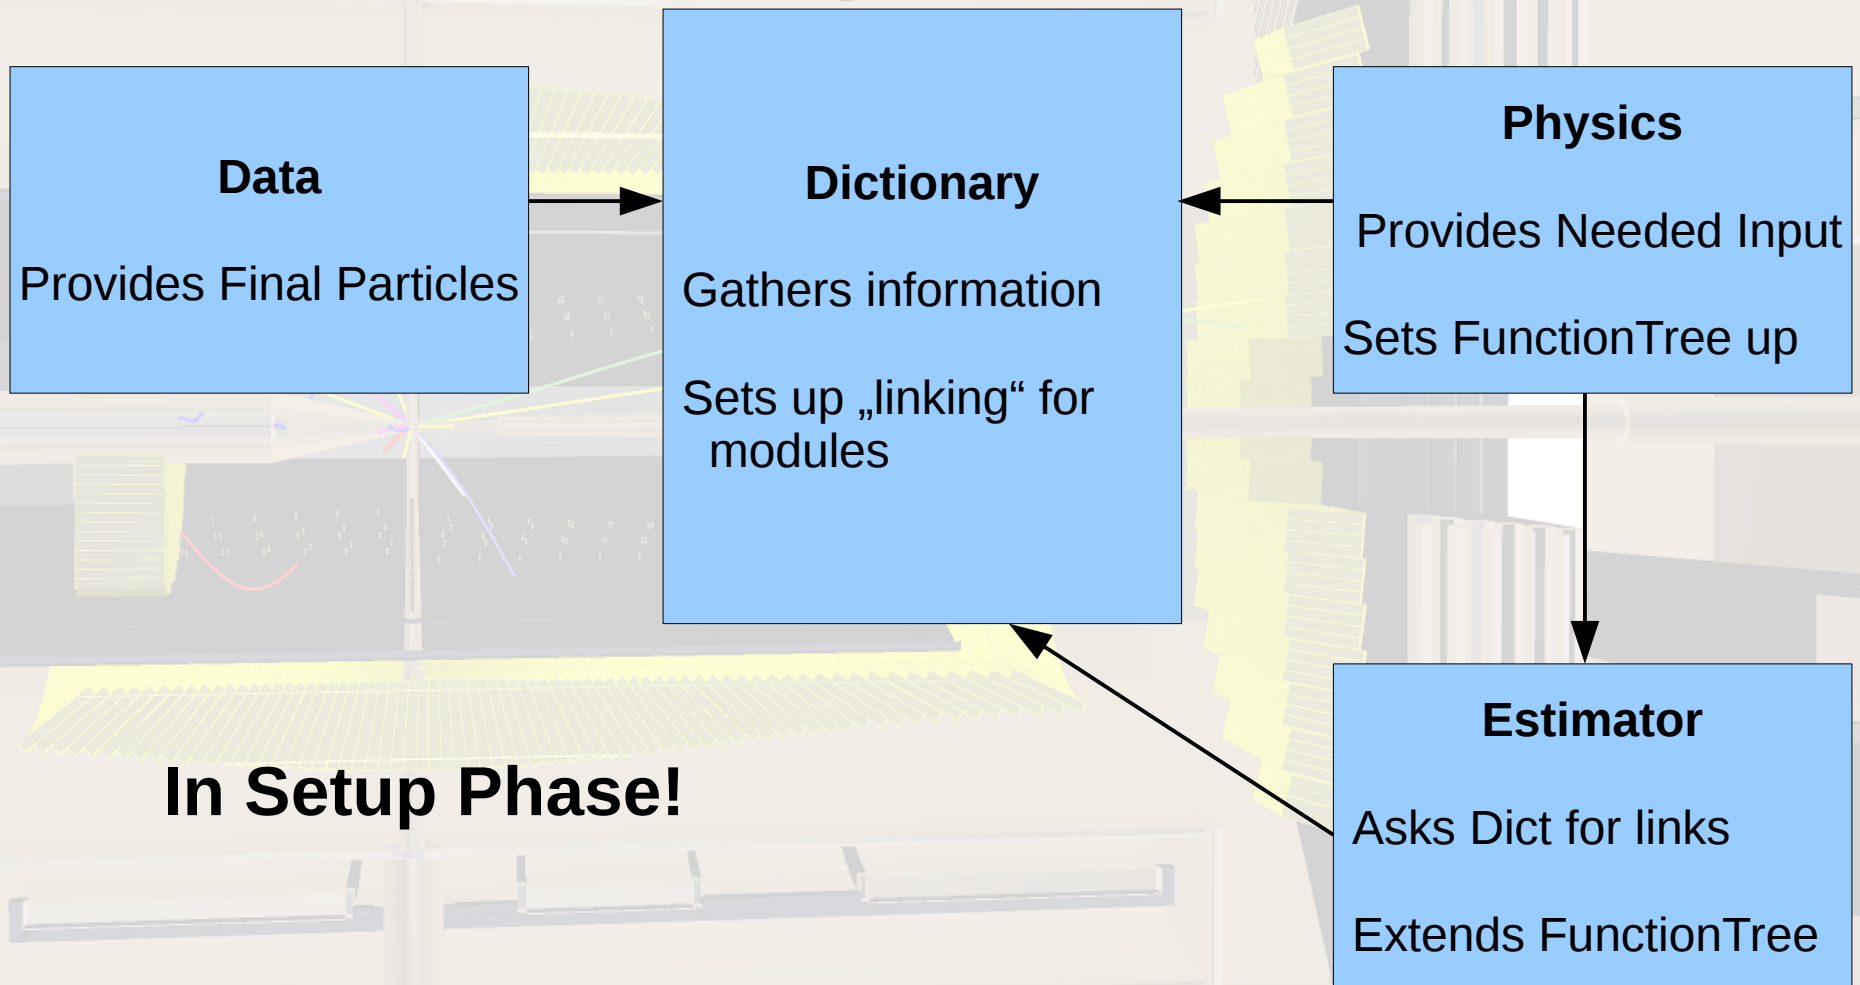 Data
Provides Final Particles
Dictionary
Gathers information
Sets up „linking“ for
modules
Physics
Provides Needed Input
Sets FunctionTree up
In Setup Phase!
Estimator
Asks Dict for links
Extends FunctionTree